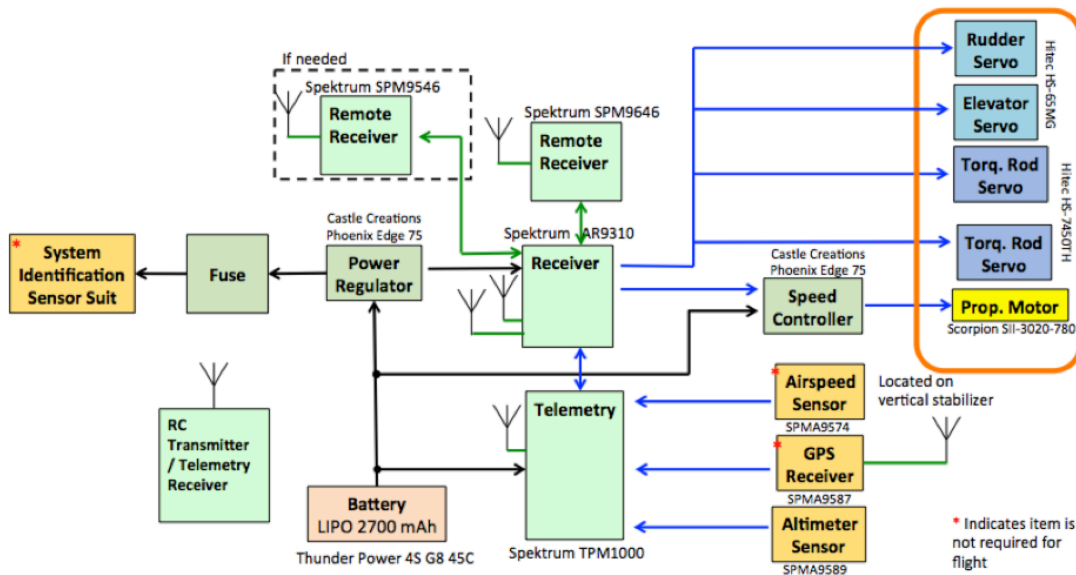 If needed
Spektrum SPM9546
Remote
Receiver
Spektrum SPM9646
Remote
Receiver
Rudder
Servo
Elevator
Servo
Hitec HS-65MG
Torq. Rod
Servo
Torq. Rod
Servo
Hitec HS-7450TH
* System
Identification
Sensor Suit
Fuse
Castle Creations
Phoenix Edge 75
Power
Regulator
Spektrum AR9310
Receiver
Castle Creations
Phoenix Edge 75
Speed
Controller
Prop. Motor
Scorpion SII-3020-780
RC
Transmitter
/ Telemetry
Receiver
Battery
LIPO 2700 mAh
Thunder Power 4S G8 45C
Telemetry
Spektrum TPM1000
* Airspeed
Sensor
SPMA9574
* GPS
Receiver
SPMA9587
Altimeter
Sensor
SPMA9589
Located on
vertical stabilizer
* Indicates item is
not required for
flight